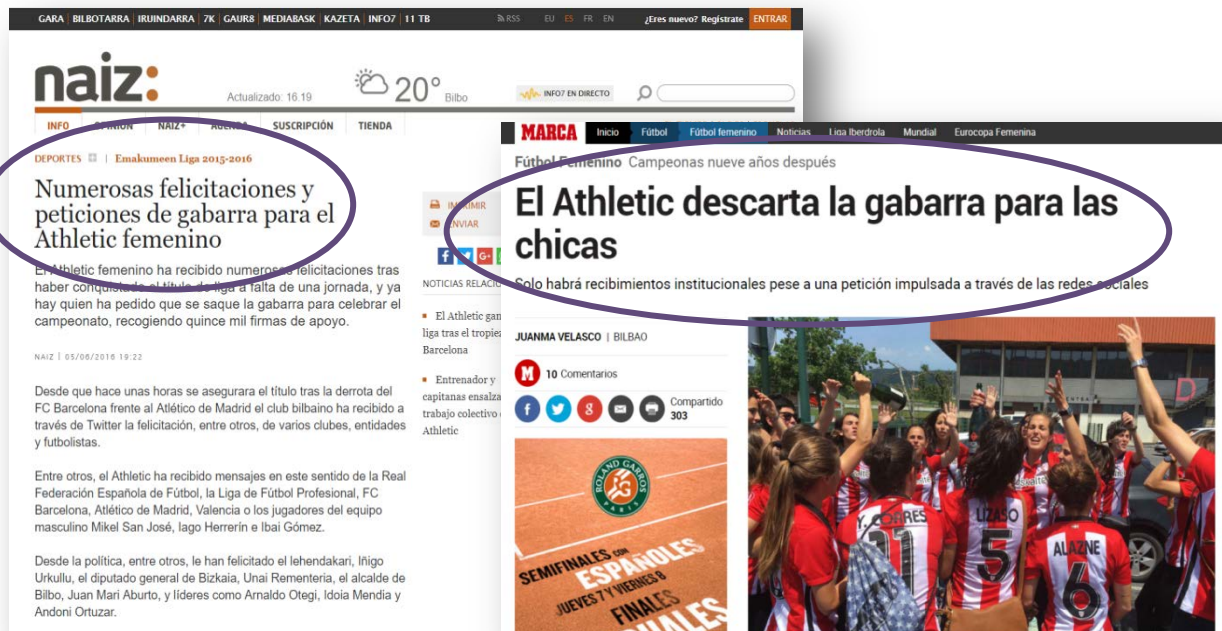 GARA | BILBOTARRA | IRUINDARRA | 7K | GAUR8 | MEDIABASK | KAZETA | INFO7 | 11 TB
RSS EU ES FR EN
¿Eres nuevo? Regístrate ENTRAR
naiz:
Actualizado: 16.19
20° Bilbo
INFO7 EN DIRECTO
INFO OPINIÓN NAIZ+ AGENDA SUSCRIPCIÓN TIENDA
DEPORTES | Emakumeen Liga 2015-2016
Numerosas felicitaciones y
peticiones de gabarra para el
Athletic femenino
El Athletic femenino ha recibido numerosas felicitaciones tras
haber conquistado el título de liga a falta de una jornada, y ya
hay quien ha pedido que se saque la gabarra para celebrar el
campeonato, recogiendo quince mil firmas de apoyo.
NAIZ | 05/06/2016 19:22
Desde que hace unas horas se asegurara el título tras la derrota del
FC Barcelona frente al Atlético de Madrid el club bilbaino ha recibido a
través de Twitter la felicitación, entre otros, de varios clubes, entidades
y futbolistas.
Entre otros, el Athletic ha recibido mensajes en este sentido de la Real
Federación Española de Fútbol, la Liga de Fútbol Profesional, FC
Barcelona, Atlético de Madrid, Valencia o los jugadores del equipo
masculino Mikel San José, Iago Herrerín e Ibai Gómez.
Desde la política, entre otros, le han felicitado el lehendakari, Iñigo
Urkullu, el diputado general de Bizkaia, Unai Rementeria, el alcalde de
Bilbo, Juan Mari Aburto, y líderes como Arnaldo Otegi, Idoia Mendia y
Andoni Ortuzar.
IMPRIMIR
ENVIAR
NOTICIAS
El Athletic
liga tras el
Barcelona
Entrenador y
capitanas
trabajo colectivo
Athletic
MARCA Inicio Fútbol Fútbol femenino Noticias Liga Iberdrola Mundial Eurocopa Femenina
Fútbol Femenino Campeonas nueve años después
El Athletic descarta la gabarra para las
chicas
Solo habrá recibimientos institucionales pese a una petición impulsada a través de las redes sociales
JUANMA VELASCO | BILBAO
M 10 Comentarios
Compartido
303
ROLAND GARROS
PARIS
SEMIFINALES CON
ESPAÑOLES
JUEVES 7 Y VIERNES 8
FINALES
Y. CORRES
11
LIZASO
5
ALAZNE
6
D